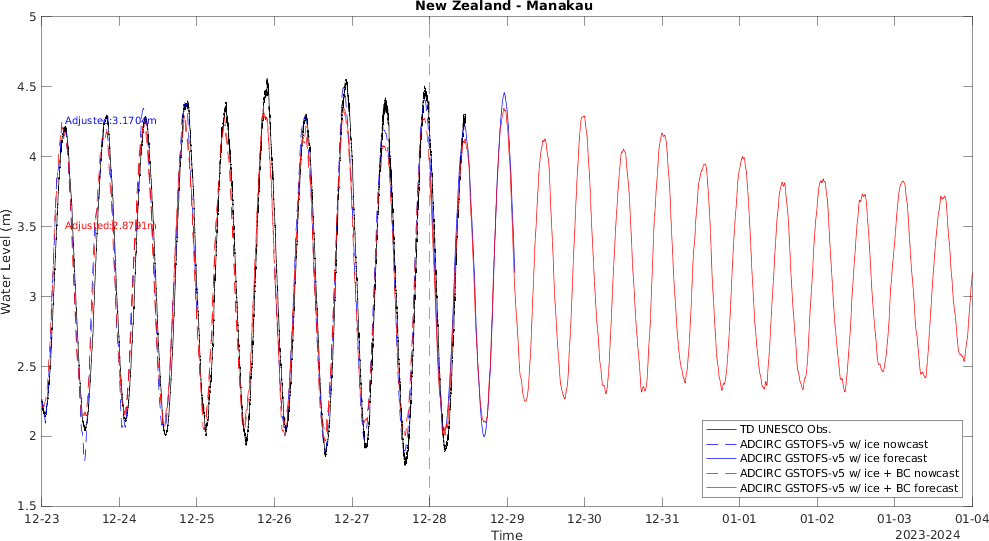 New Zealand - Manakau
5
4.5
4
3.5
3
2.5
2
1.5
Water Level (m)
Adjusted:3.1704m
Adjusted:2.8791m
TD UNESCO Obs.
ADCIRC GSTOFS-v5 w/ ice nowcast
ADCIRC GSTOFS-v5 w/ ice forecast
ADCIRC GSTOFS-v5 w/ ice + BC nowcast
ADCIRC GSTOFS-v5 w/ ice + BC forecast
12-23 12-24 12-25 12-26 12-27 12-28 12-29 12-30 12-31 01-01 01-02 01-03 01-04
Time
2023-2024